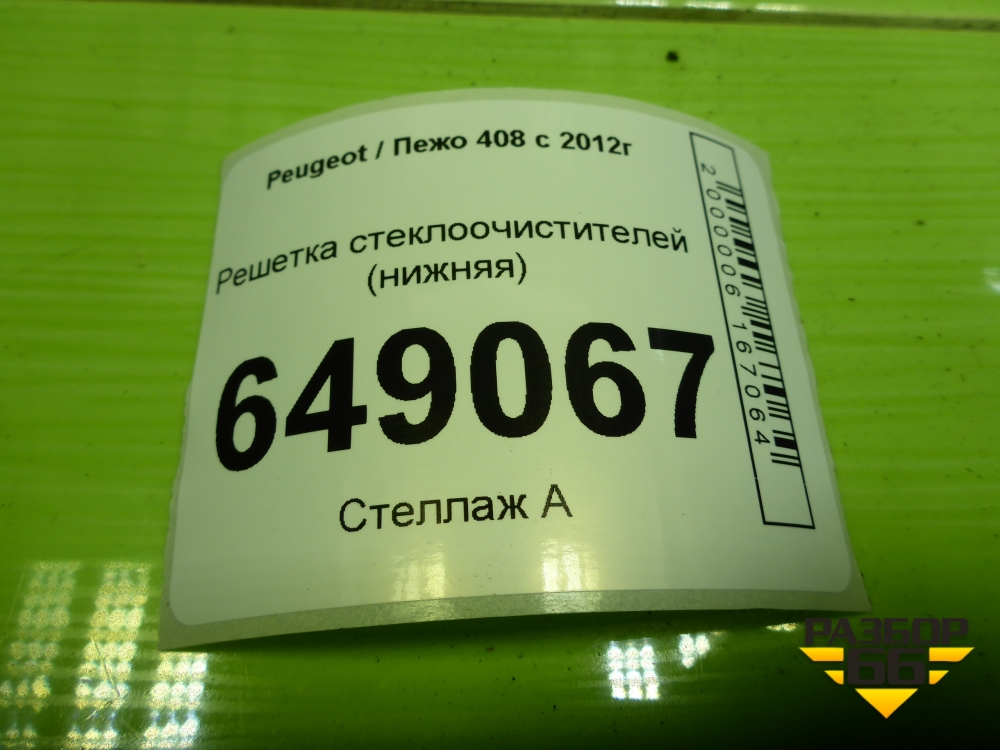 Peugeot / Пежо 408 с 2012г
Решетка стеклоочистителей
(нижняя)
649067
Стеллаж А
2000006167064
РАЗБОР
66